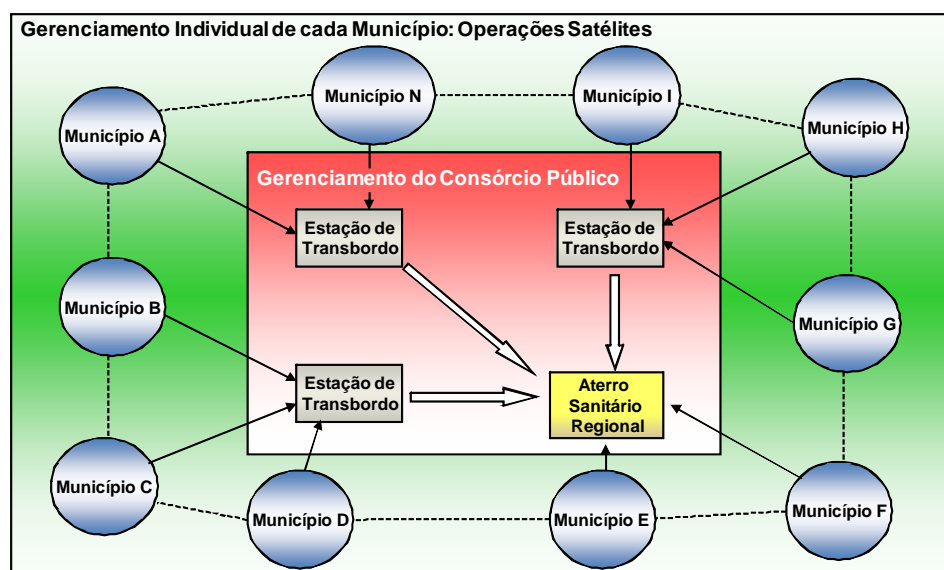 Gerenciamento Individual de cada Município: Operações Satélites
Município N
Município I
Município A
Município H
Gerenciamento do Consórcio Público
Estação de
Transbordo
Estação de
Transbordo
Município B
Município G
Estação de
Transbordo
Aterro
Sanitário
Regional
Município C
Município D
Município E
Município F